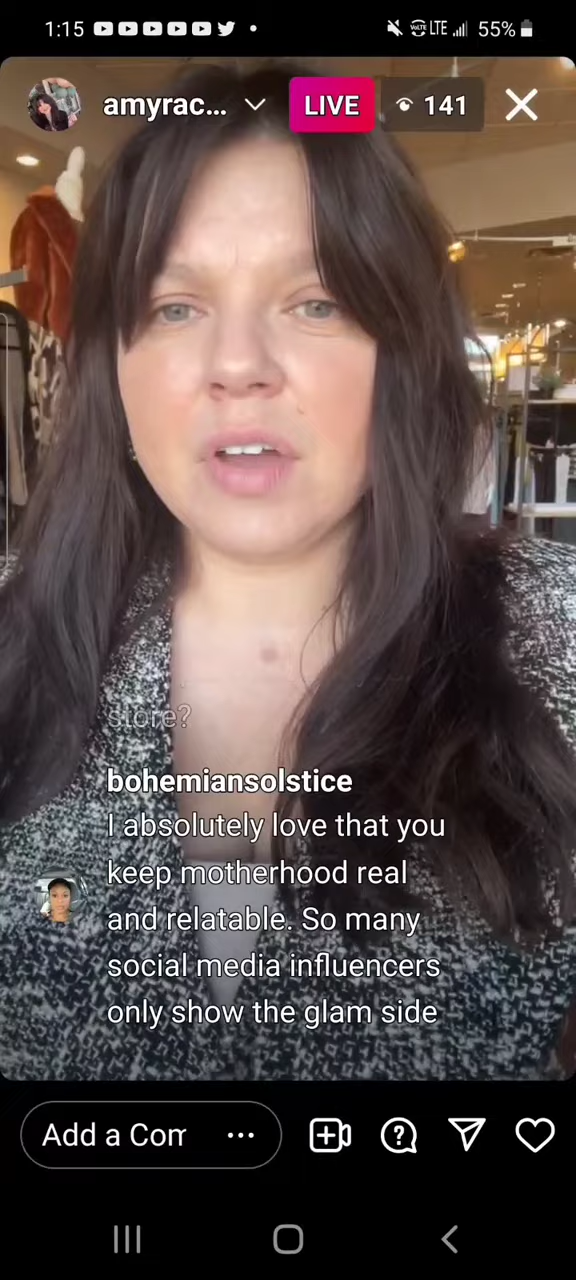 1:15
LTE 55%
amyrac... LIVE 141
store?
bohemiansolstice
I absolutely love that you
keep motherhood real
and relatable. So many
social media influencers
only show the glam side
Add a Com